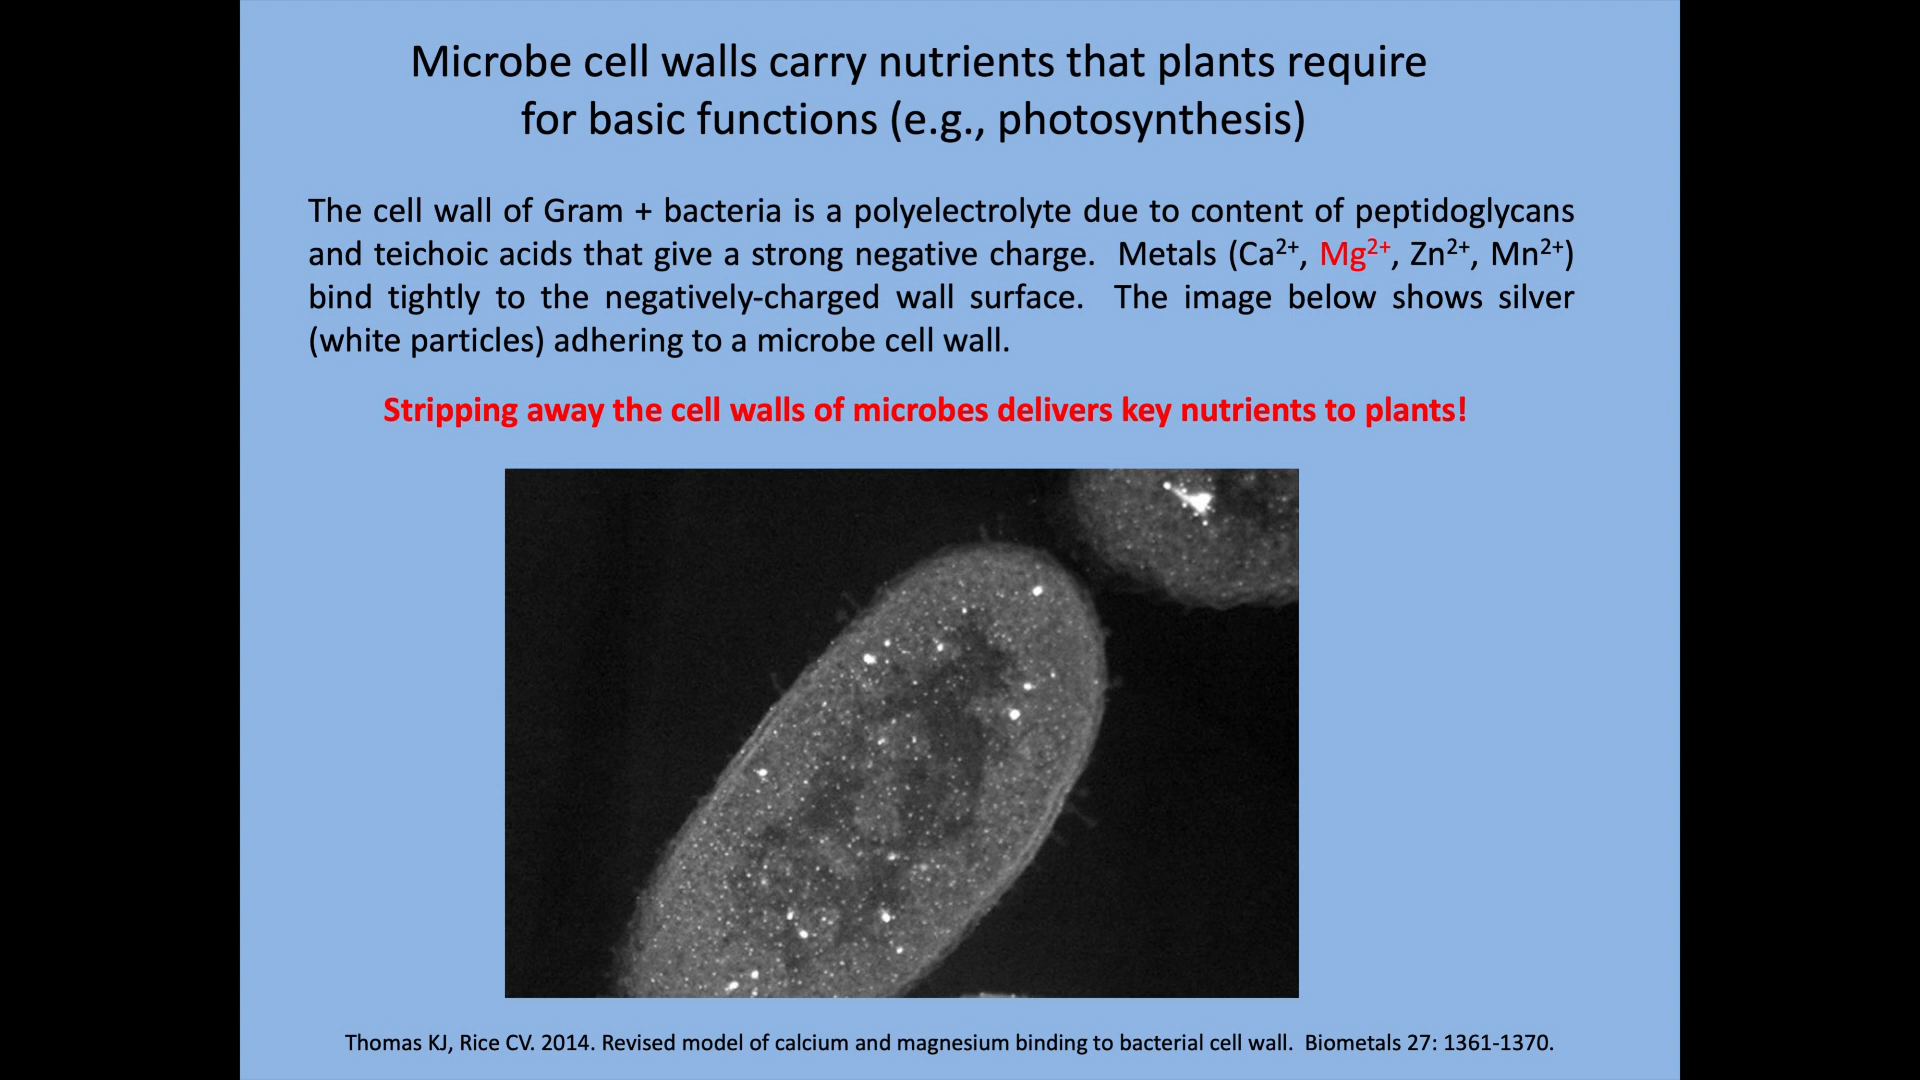 Microbe cell walls carry nutrients that plants require
for basic functions (e.g., photosynthesis)
The cell wall of Gram + bacteria is a polyelectrolyte due to content of peptidoglycans
and teichoic acids that give a strong negative charge. Metals (Ca²⁺, Mg²⁺, Zn²⁺, Mn²⁺)
bind tightly to the negatively-charged wall surface. The image below shows silver
(white particles) adhering to a microbe cell wall.
Stripping away the cell walls of microbes delivers key nutrients to plants!
Thomas KJ, Rice CV. 2014. Revised model of calcium and magnesium binding to bacterial cell wall. Biometals 27: 1361-1370.